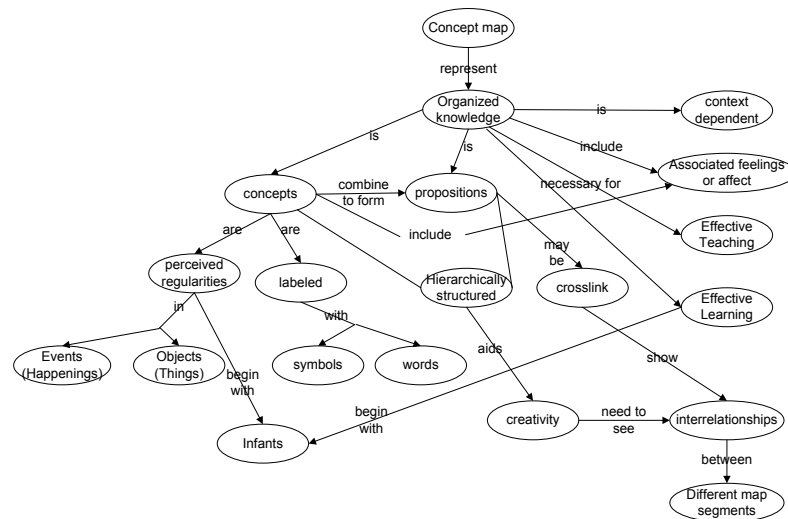 Concept map
represent
Organized
knowledge
is
context
dependent
is
is
include
Associated feelings
or affect
necessary for
concepts
combine
to form
propositions
include
Effective
Teaching
are
are
may
be
perceived
regularities
labeled
Hierarchically
structured
crosslink
Effective
Learning
in
with
aids
show
Events
(Happenings)
Objects
(Things)
symbols
words
begin
with
begin
with
Infants
creativity
need to
see
interrelationships
between
Different map
segments